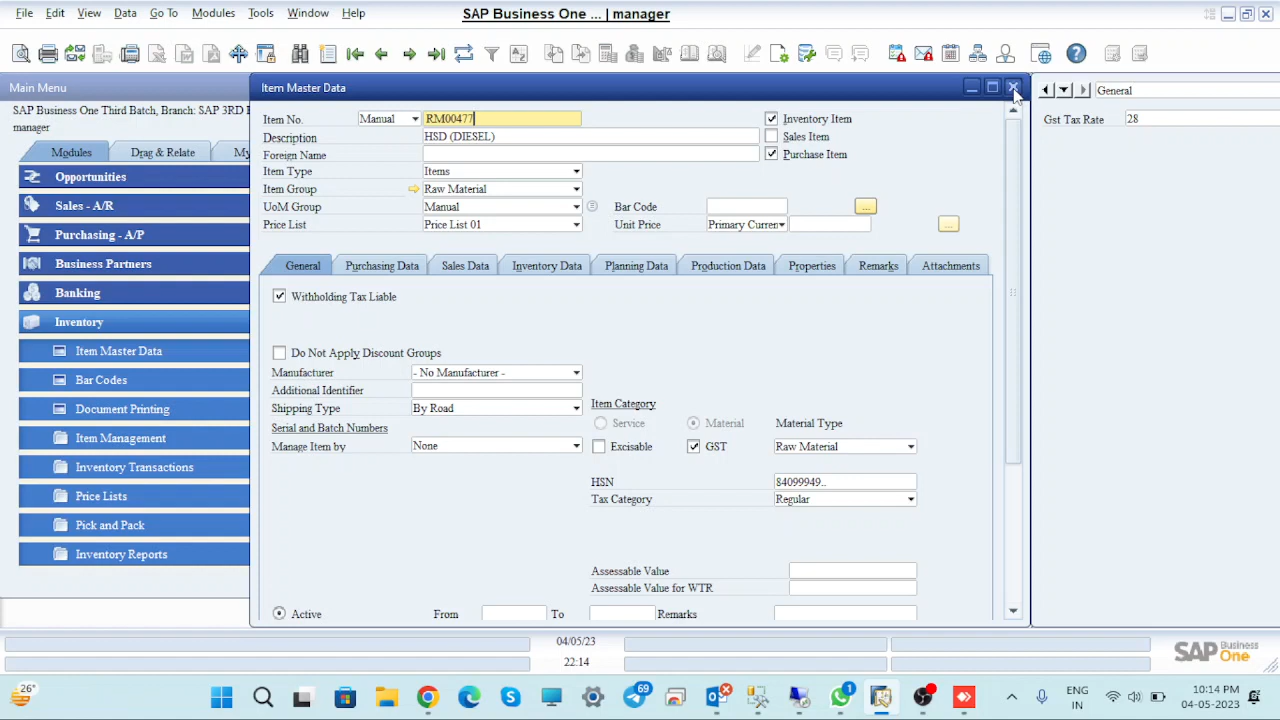 File Edit View Data Go To Modules Tools Window Help
SAP Business One ... | manager
Main Menu
SAP Business One Third Batch, Branch: SAP 3RD
manager
Modules Drag & Relate My
Opportunities
Sales - A/R
Purchasing - A/P
Business Partners
Banking
Inventory
Item Master Data
Bar Codes
Document Printing
Item Management
Inventory Transactions
Price Lists
Pick and Pack
Inventory Reports
Item Master Data
Item No. Manual RM00477
Description HSD (DIESEL)
Foreign Name
Item Type Items
Item Group Raw Material
UoM Group Manual
Price List Price List 01
Inventory Item
Sales Item
Purchase Item
Bar Code ...
Unit Price Primary Curren ...
General Purchasing Data Sales Data Inventory Data Planning Data Production Data Properties Remarks Attachments
Withholding Tax Liable
Do Not Apply Discount Groups
Manufacturer - No Manufacturer -
Additional Identifier
Shipping Type By Road
Serial and Batch Numbers
Manage Item by None
Item Category
Service Material Material Type
Excisable GST Raw Material
HSN 84099949..
Tax Category Regular
Assessable Value
Assessable Value for WTR
Active From To Remarks
General
Gst Tax Rate 28
04/05/23
22:14
SAP Business One
26°
69
1
ENG
IN
10:14 PM
04-05-2023